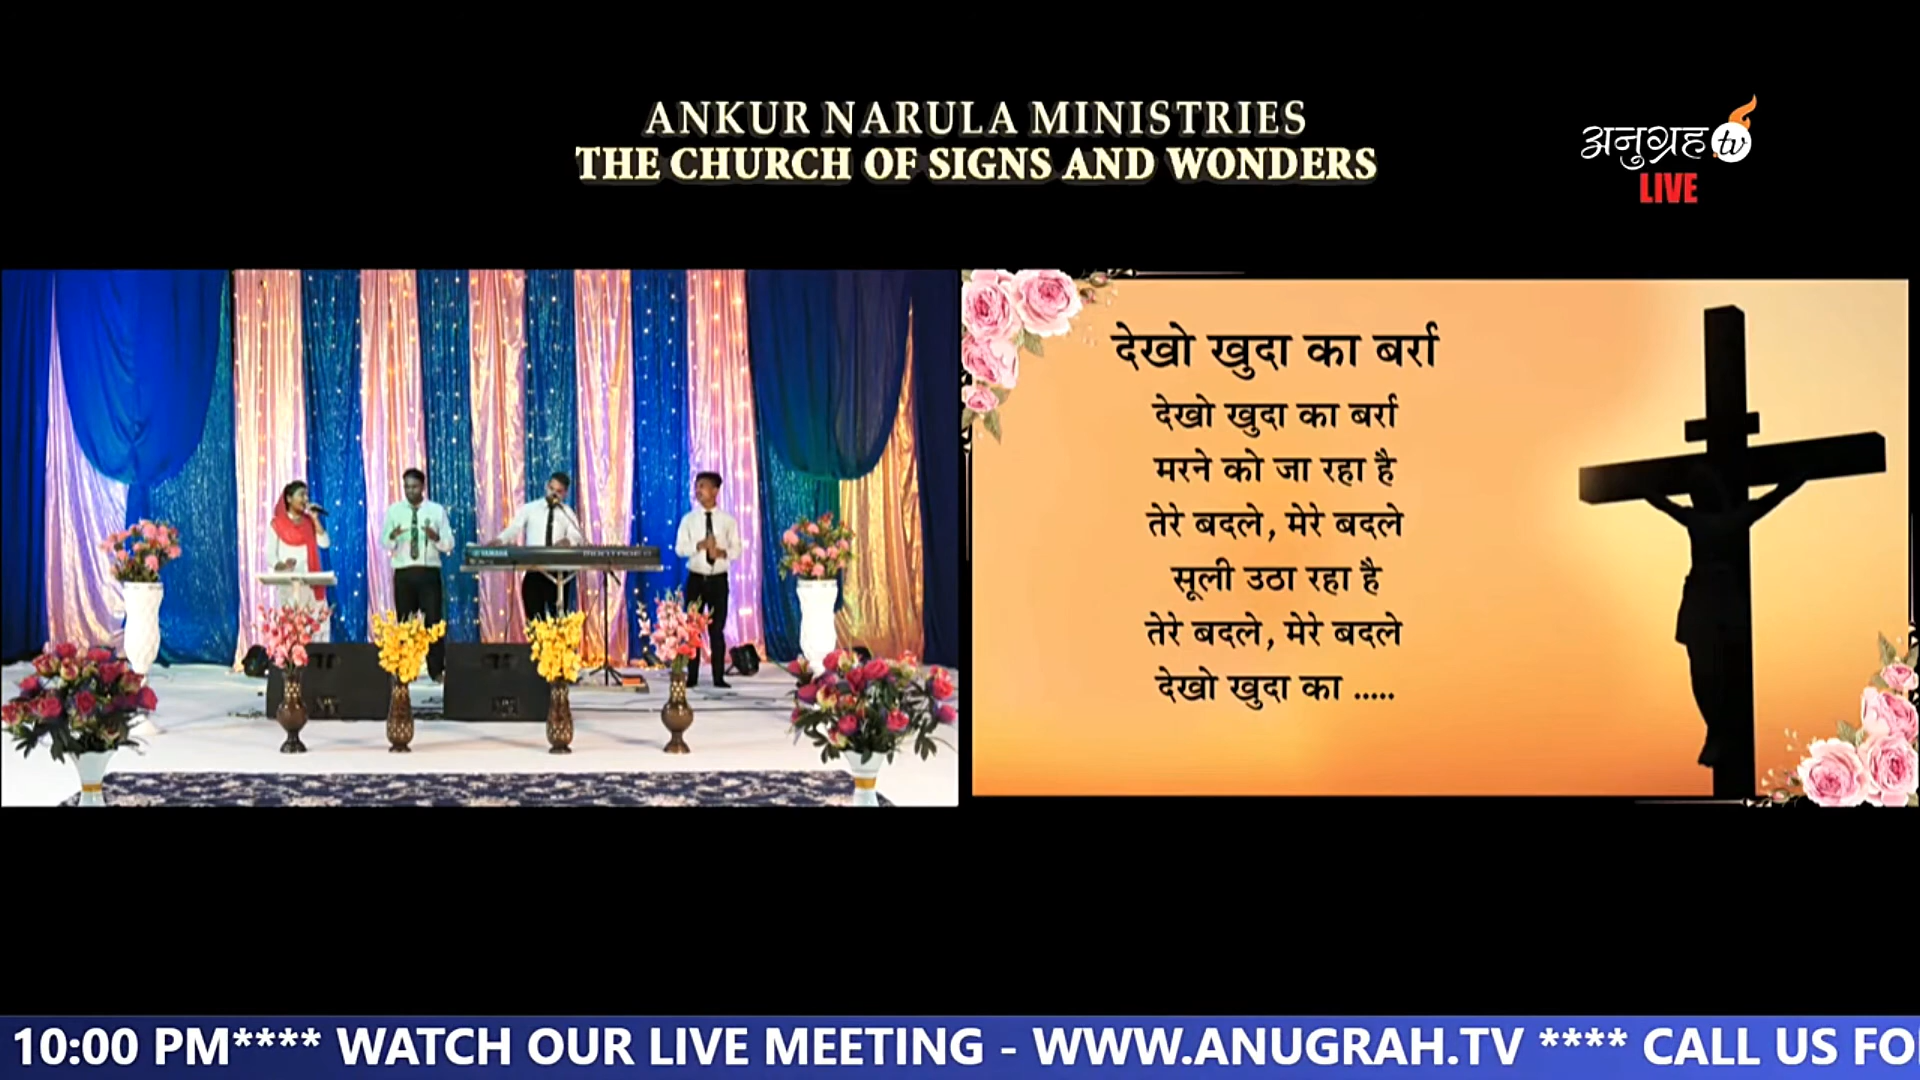 ANKUR NARULA MINISTRIES
THE CHURCH OF SIGNS AND WONDERS
अनुग्रह .tv
LIVE
YAMAHA
देखो खुदा का बर्रा
देखो खुदा का बर्रा
मरने को जा रहा है
तेरे बदले, मेरे बदले
सूली उठा रहा है
तेरे बदले, मेरे बदले
देखो खुदा का .....
10:00 PM**** WATCH OUR LIVE MEETING - WWW.ANUGRAH.TV **** CALL US FO